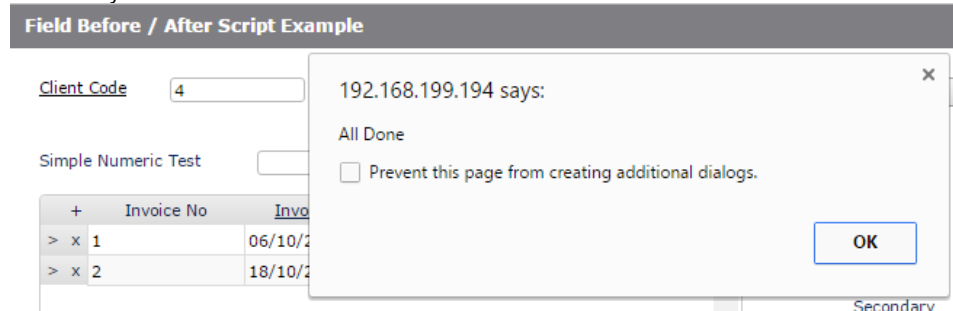 Field Before / After Script Example
Client Code 4
192.168.199.194 says:
×
All Done
Prevent this page from creating additional dialogs.
Simple Numeric Test
+ Invoice No Invo
> x 1 06/10/2
> x 2 18/10/2
OK
Secondary